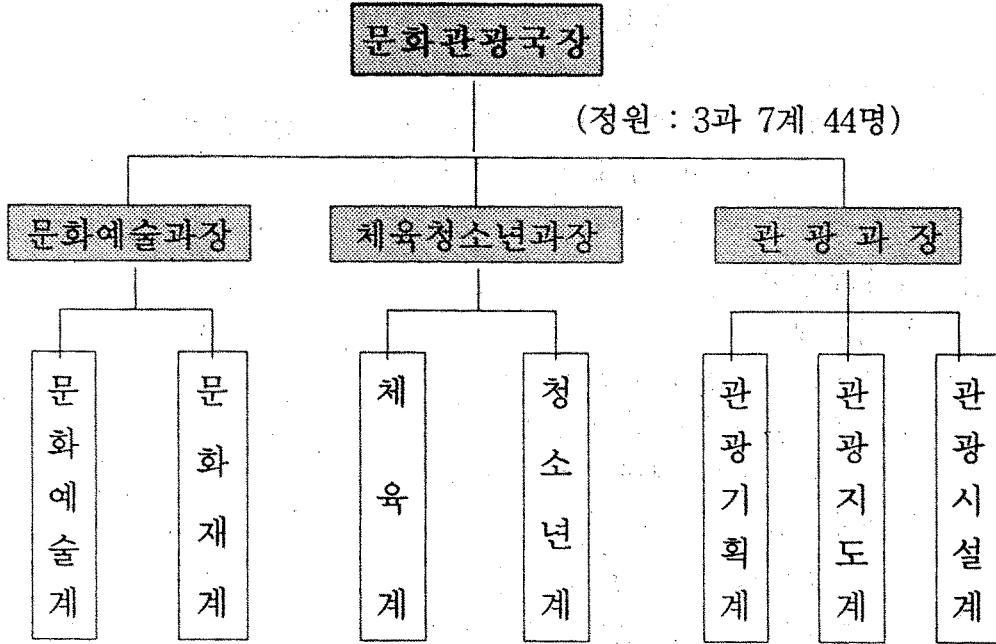 문화관광국장
(정원 : 3과 7계 44명)
문화예술과장
체육청소년과장
관 광 과 장
문화예술계
문화재계
체육계
청소년계
관광기획계
관광지도계
관광시설계